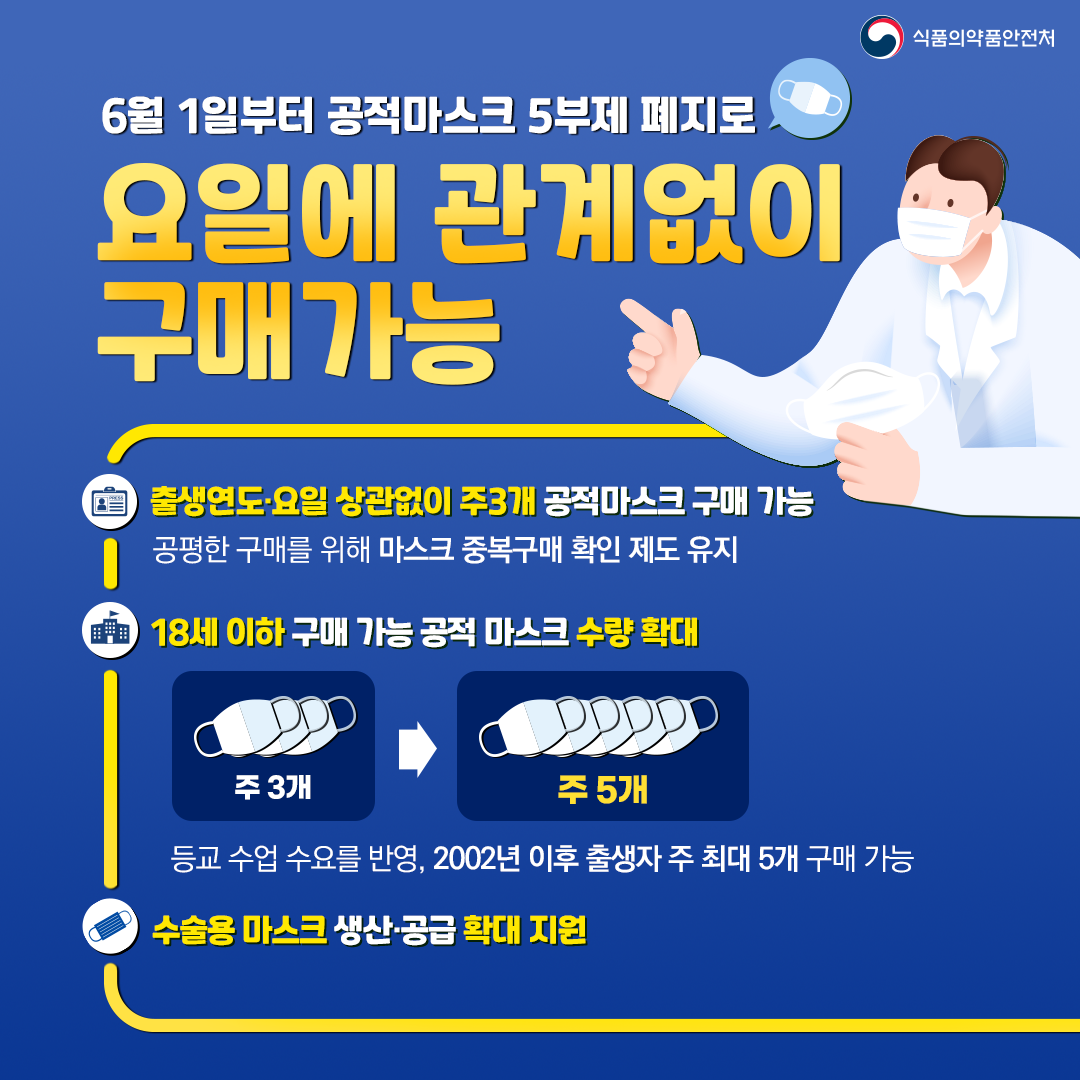 식품의약품안전처
6월 1일부터 공적마스크 5부제 폐지로
요일에 관계없이
구매가능
출생연도·요일 상관없이 주3개 공적마스크 구매 가능
공평한 구매를 위해 마스크 중복구매 확인 제도 유지
PRESS
18세 이하 구매 가능 공적 마스크 수량 확대
주 3개
주 5개
등교 수업 수요를 반영, 2002년 이후 출생자 주 최대 5개 구매 가능
수술용 마스크 생산·공급 확대 지원